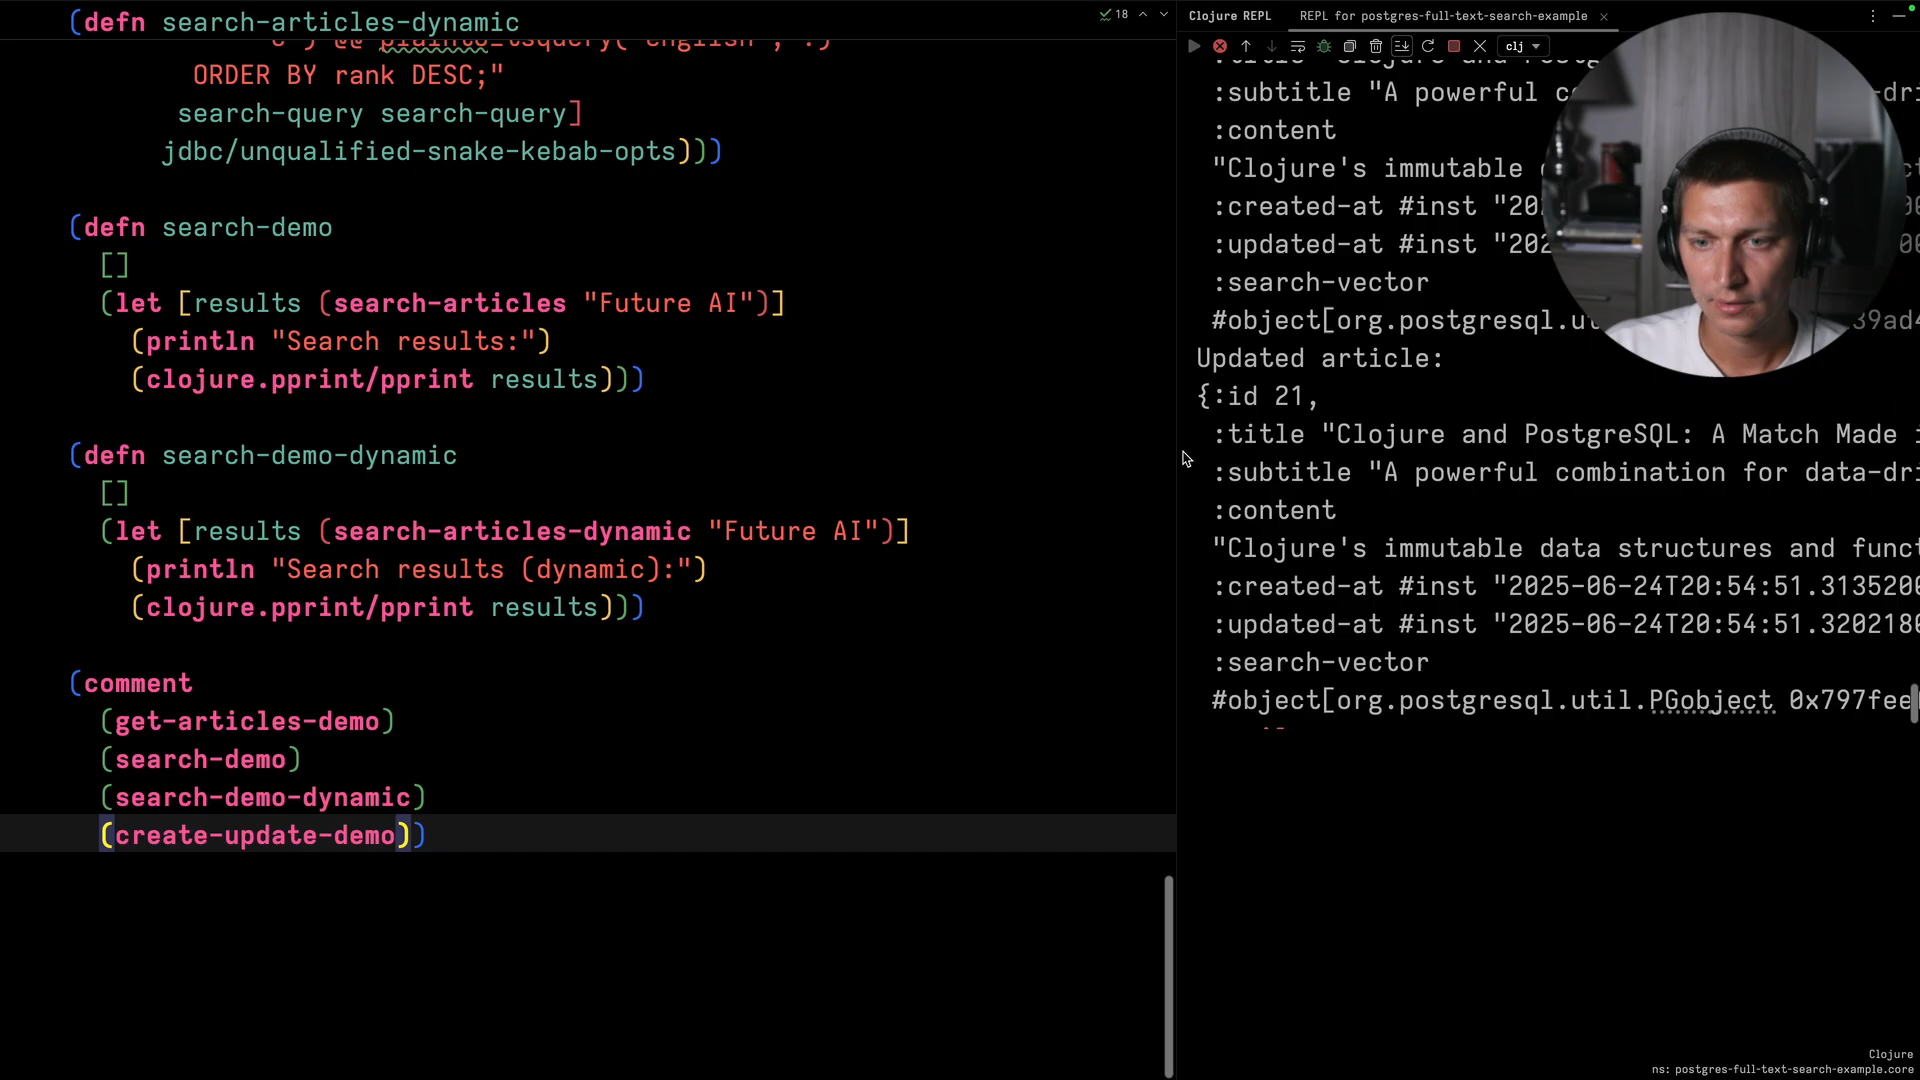 (defn search-articles-dynamic
ORDER BY rank DESC;"
search-query search-query]
jdbc/unqualified-snake-kebab-opts)))
(defn search-demo
[]
(let [results (search-articles "Future AI")]
(println "Search results:")
(clojure.pprint/pprint results)))
(defn search-demo-dynamic
[]
(let [results (search-articles-dynamic "Future AI")]
(println "Search results (dynamic):")
(clojure.pprint/pprint results)))
(comment
(get-articles-demo)
(search-demo)
(search-demo-dynamic)
(create-update-demo))
18
Clojure REPL
REPL for postgres-full-text-search-example
clj
:subtitle "A powerful
:content
"Clojure's immutable
:created-at #inst "20
:updated-at #inst "202
:search-vector
#object[org.postgresql.ut
Updated article:
{:id 21,
:title "Clojure and PostgreSQL: A Match Made
:subtitle "A powerful combination for data-dri
:content
"Clojure's immutable data structures and funct
:created-at #inst "2025-06-24T20:54:51.3135200
:updated-at #inst "2025-06-24T20:54:51.3202180
:search-vector
#object[org.postgresql.util.PGobject 0x797fee
Clojure
ns: postgres-full-text-search-example.core